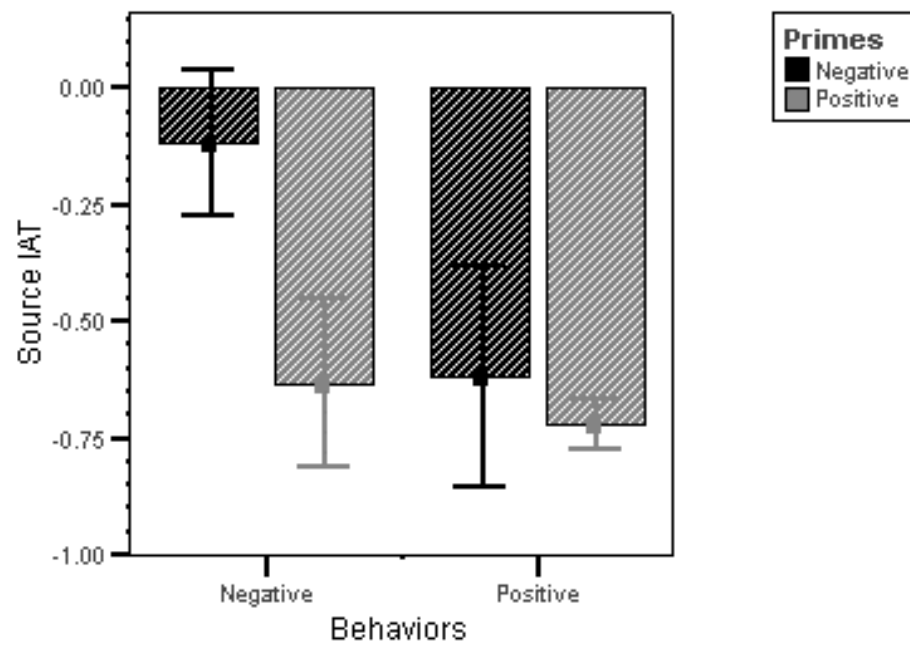 Primes
Negative
Positive
0.00
-0.25
-0.50
-0.75
-1.00
Source IAT
Negative
Positive
Behaviors